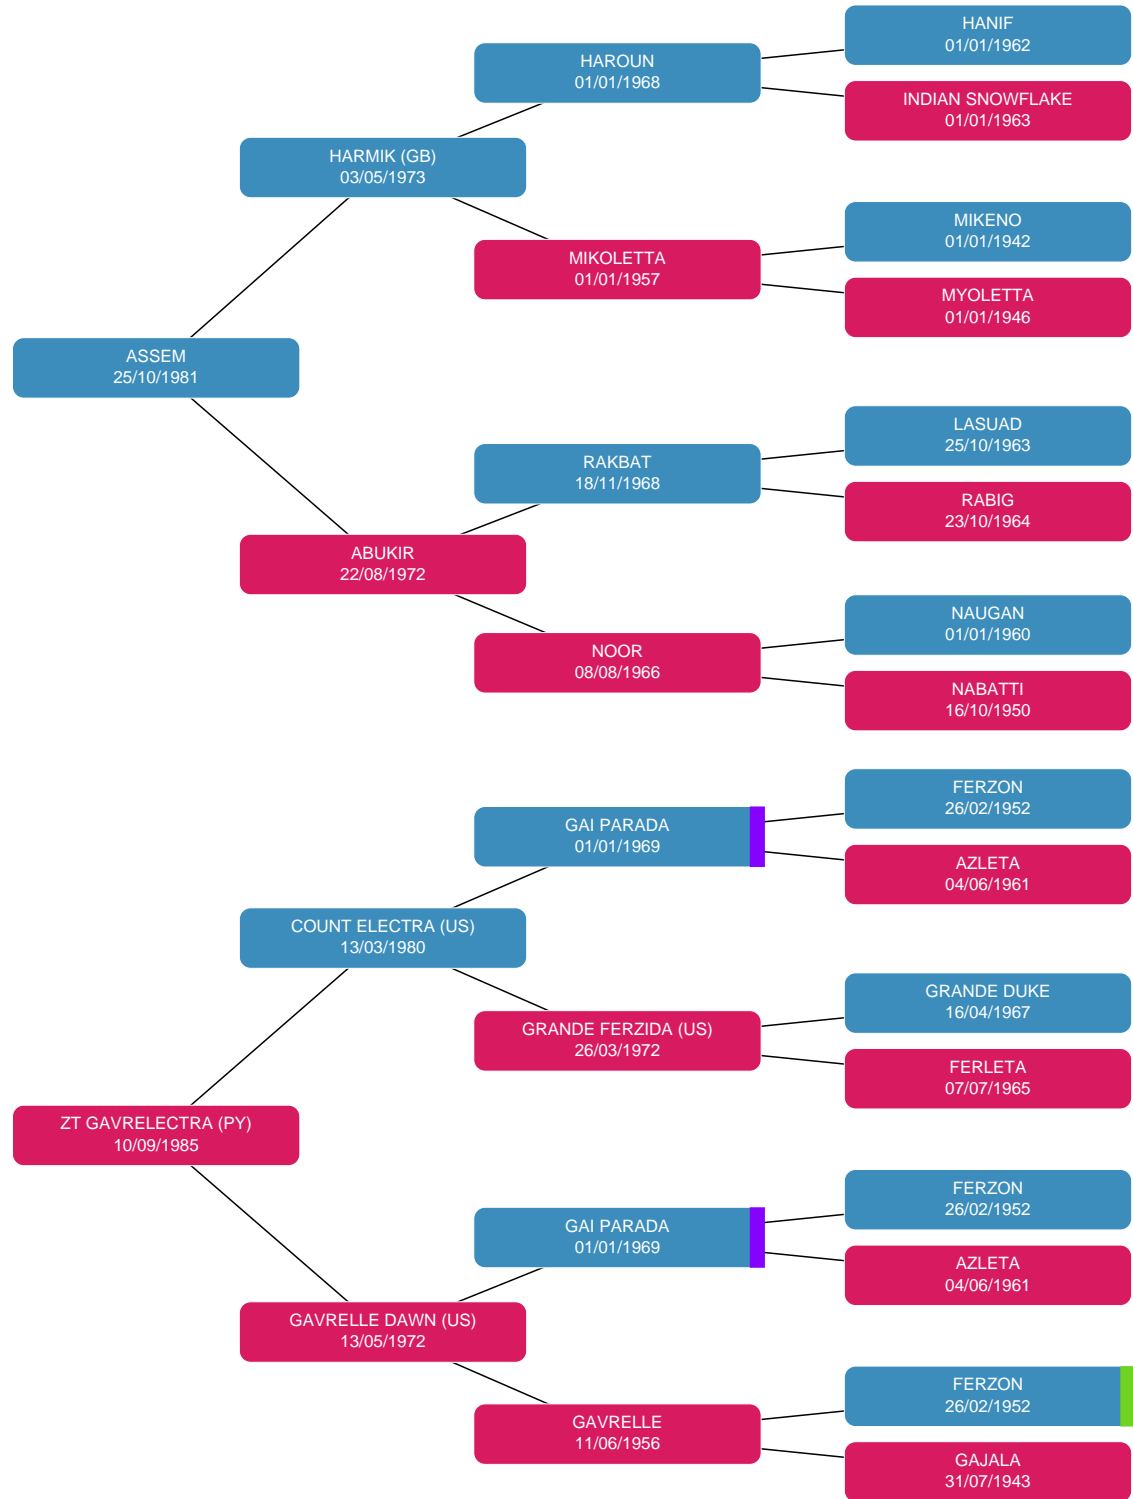 HANIF
01/01/1962
HAROUN
01/01/1968
INDIAN SNOWFLAKE
01/01/1963
HARMIK (GB)
03/05/1973
MIKENO
01/01/1942
MIKOLETTA
01/01/1957
MYOLETTA
01/01/1946
ASSEM
25/10/1981
LASUAD
25/10/1963
RAKBAT
18/11/1968
RABIG
23/10/1964
ABUKIR
22/08/1972
NAUGAN
01/01/1960
NOOR
08/08/1966
NABATTI
16/10/1950
FERZON
26/02/1952
GAI PARADA
01/01/1969
AZLETA
04/06/1961
COUNT ELECTRA (US)
13/03/1980
GRANDE DUKE
16/04/1967
GRANDE FERZIDA (US)
26/03/1972
FERLETA
07/07/1965
ZT GAVRELECTRA (PY)
10/09/1985
FERZON
26/02/1952
GAI PARADA
01/01/1969
AZLETA
04/06/1961
GAVRELLE DAWN (US)
13/05/1972
FERZON
26/02/1952
GAVRELLE
11/06/1956
GAJALA
31/07/1943